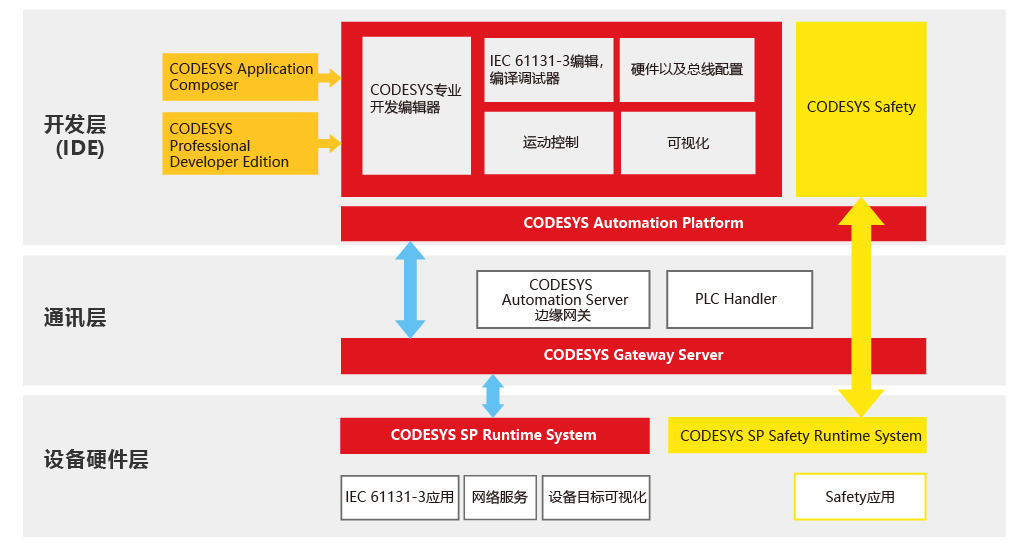 开发层
(IDE)
CODESYS Application
Composer
CODESYS
Professional
Developer Edition
CODESYS专业
开发编辑器
IEC 61131-3编辑,
编译调试器
硬件以及总线配置
运动控制
可视化
CODESYS Safety
CODESYS Automation Platform
通讯层
CODESYS
Automation Server
边缘网关
PLC Handler
CODESYS Gateway Server
设备硬件层
CODESYS SP Runtime System
CODESYS SP Safety Runtime System
IEC 61131-3应用
网络服务
设备目标可视化
Safety应用